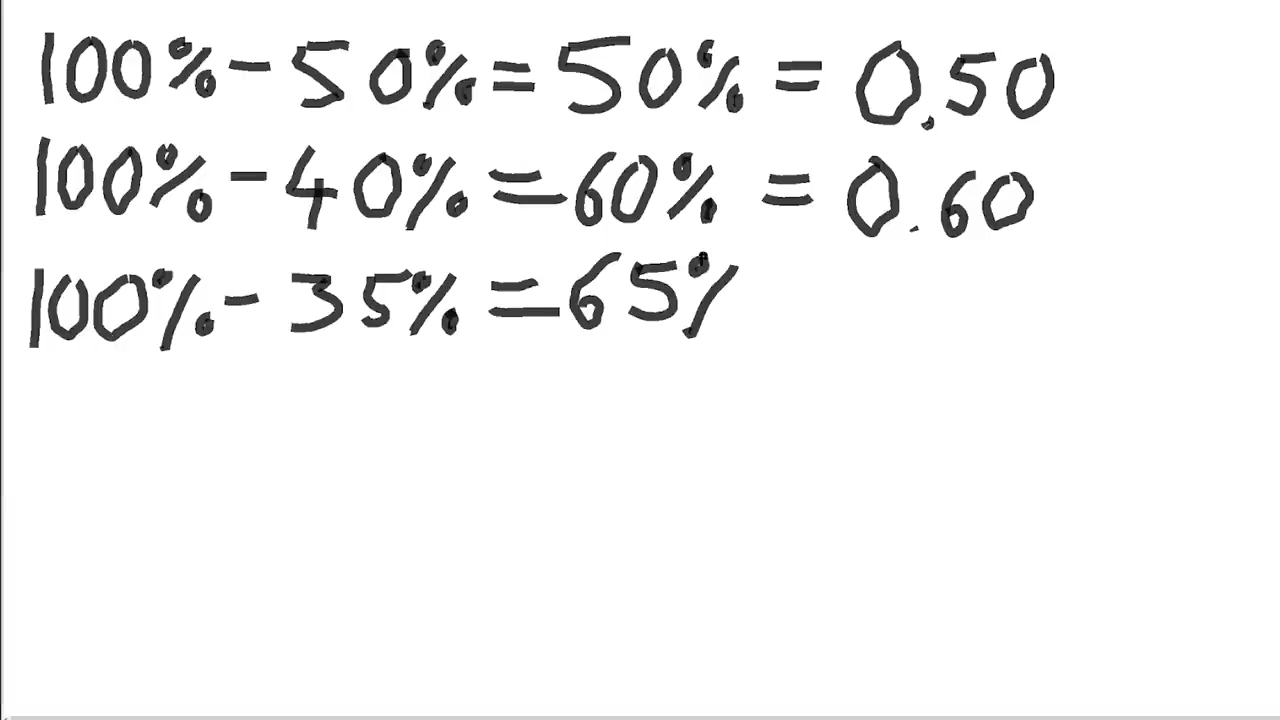 100% - 50% = 50% = 0.50
100% - 40% = 60% = 0.60
100% - 35% = 65%